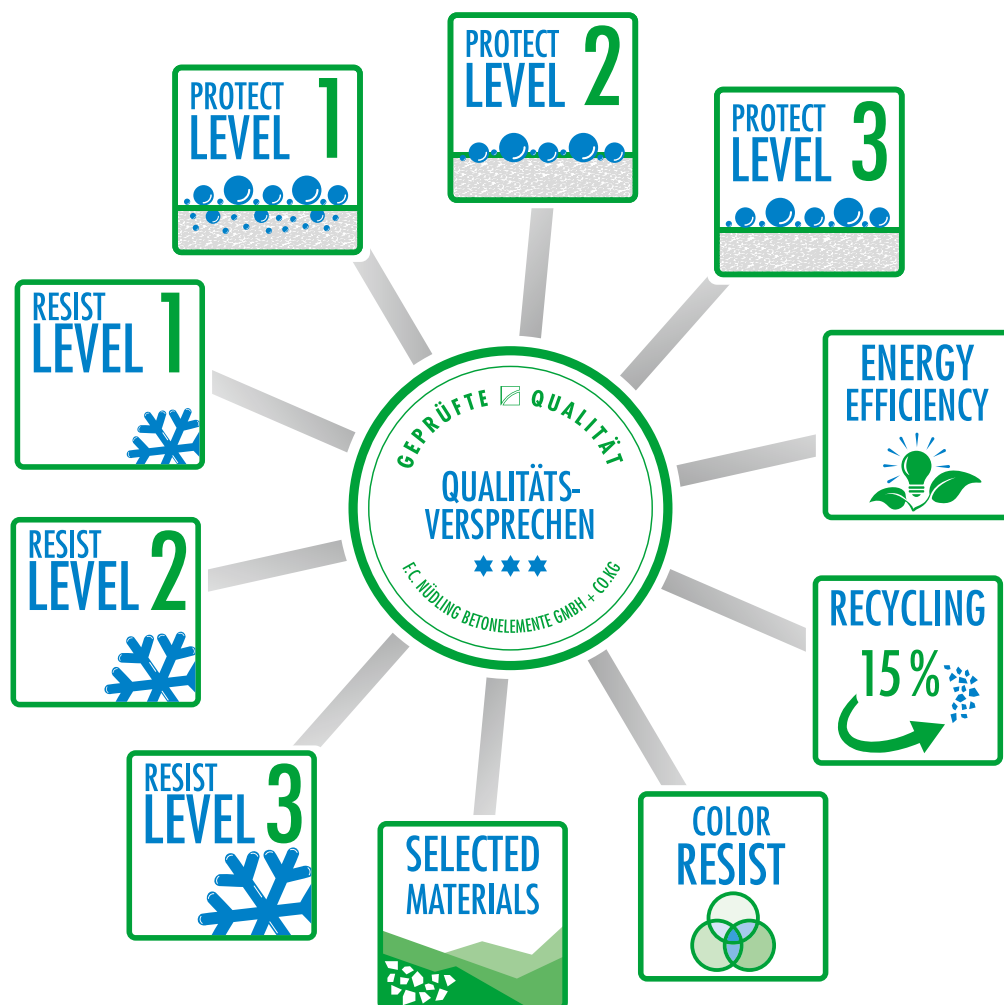 PROTECT
LEVEL 1
PROTECT
LEVEL 2
PROTECT
LEVEL 3
RESIST
LEVEL 1
ENERGY
EFFICIENCY
GEPRÜFTE QUALITÄT
QUALITÄTS-
VERSPRECHEN
F.C. NÜDLING BETONELEMENTE GMBH + CO.KG
RESIST
LEVEL 2
RECYCLING
15 %
RESIST
LEVEL 3
SELECTED
MATERIALS
COLOR
RESIST